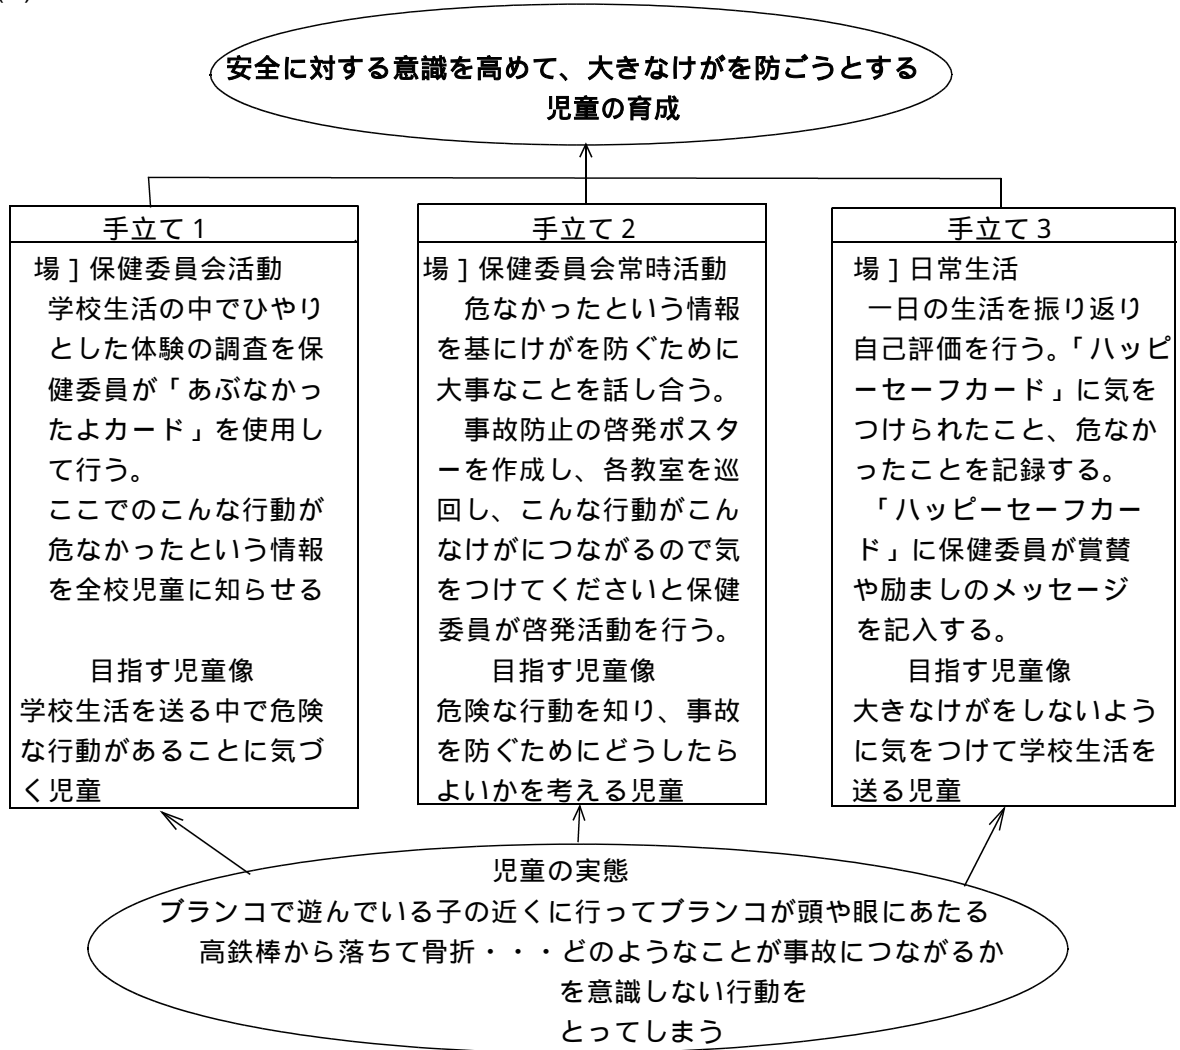 安全に対する意識を高めて、大きなけがを防ごうとする
児童の育成
手立て1
場]保健委員会活動
学校生活の中でひやり
とした体験の調査を保
健委員が「あぶなかっ
たよカード」を使用し
て行う。
ここでのこんな行動が
危なかったという情報
を全校児童に知らせる
目指す児童像
学校生活を送る中で危険
な行動があることに気づ
く児童
手立て2
場]保健委員会常時活動
危なかったという情報
を基にけがを防ぐために
大事なことを話し合う。
事故防止の啓発ポスタ
ーを作成し、各教室を巡
回し、こんな行動がこん
なけがにつながるので気
をつけてくださいと保健
委員が啓発活動を行う。
目指す児童像
危険な行動を知り、事故
を防ぐためにどうしたら
よいかを考える児童
手立て3
場]日常生活
一日の生活を振り返り
自己評価を行う。「ハッピ
ーセーフカード」に気を
つけられたこと、危なか
ったことを記録する。
「ハッピーセーフカー
ド」に保健委員が賞賛
や励ましのメッセージ
を記入する。
目指す児童像
大きなけがをしないよう
に気をつけて学校生活を
送る児童
児童の実態
ブランコで遊んでいる子の近くに行ってブランコが頭や眼にあたる
高鉄棒から落ちて骨折・・・どのようなことが事故につながるか
を意識しない行動を
とってしまう